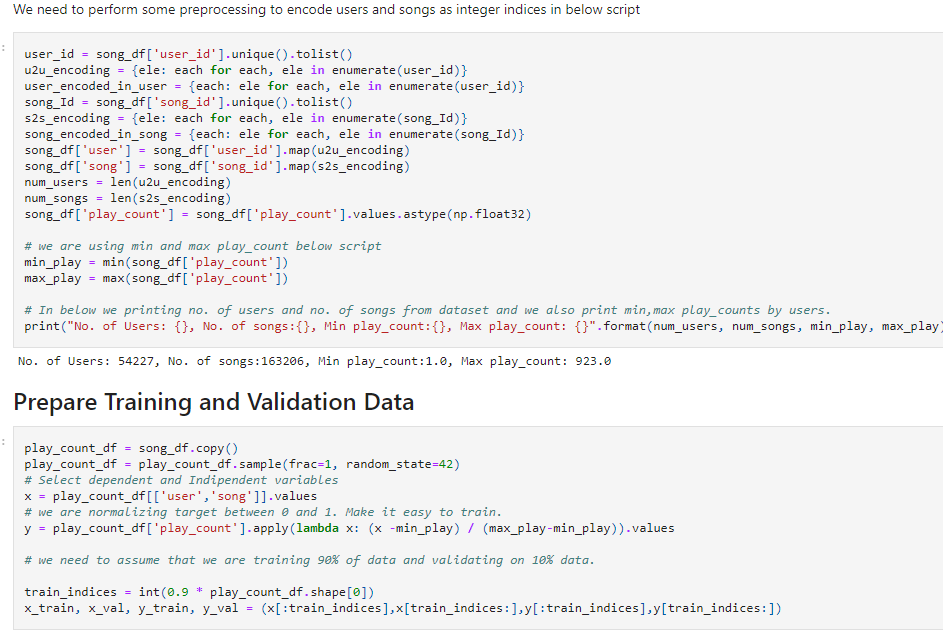 We need to perform some preprocessing to encode users and songs as integer indices in below script
:
user_id = song_df['user_id'].unique().tolist()
u2u_encoding = {ele: each for each, ele in enumerate(user_id)}
user_encoded_in_user = {each: ele for each, ele in enumerate(user_id)}
song_Id = song_df['song_id'].unique().tolist()
s2s_encoding = {ele: each for each, ele in enumerate(song_Id)}
song_encoded_in_song = {each: ele for each, ele in enumerate(song_Id)}
song_df['user'] = song_df['user_id'].map(u2u_encoding)
song_df['song'] = song_df['song_id'].map(s2s_encoding)
num_users = len(u2u_encoding)
num_songs = len(s2s_encoding)
song_df['play_count'] = song_df['play_count'].values.astype(np.float32)
# we are using min and max play_count below script
min_play = min(song_df['play_count'])
max_play = max(song_df['play_count'])
# In below we printing no. of users and no. of songs from dataset and we also print min,max play_counts by users.
print("No. of Users: {}, No. of songs:{}, Min play_count:{}, Max play_count: {}".format(num_users, num_songs, min_play, max_play)
No. of Users: 54227, No. of songs:163206, Min play_count:1.0, Max play_count: 923.0
Prepare Training and Validation Data
:
play_count_df = song_df.copy()
play_count_df = play_count_df.sample(frac=1, random_state=42)
# Select dependent and Indipendent variables
x = play_count_df[['user','song']].values
# we are normalizing target between 0 and 1. Make it easy to train.
y = play_count_df['play_count'].apply(lambda x: (x -min_play) / (max_play-min_play)).values
# we need to assume that we are training 90% of data and validating on 10% data.
train_indices = int(0.9 * play_count_df.shape[0])
x_train, x_val, y_train, y_val = (x[:train_indices],x[train_indices:],y[:train_indices],y[train_indices:])